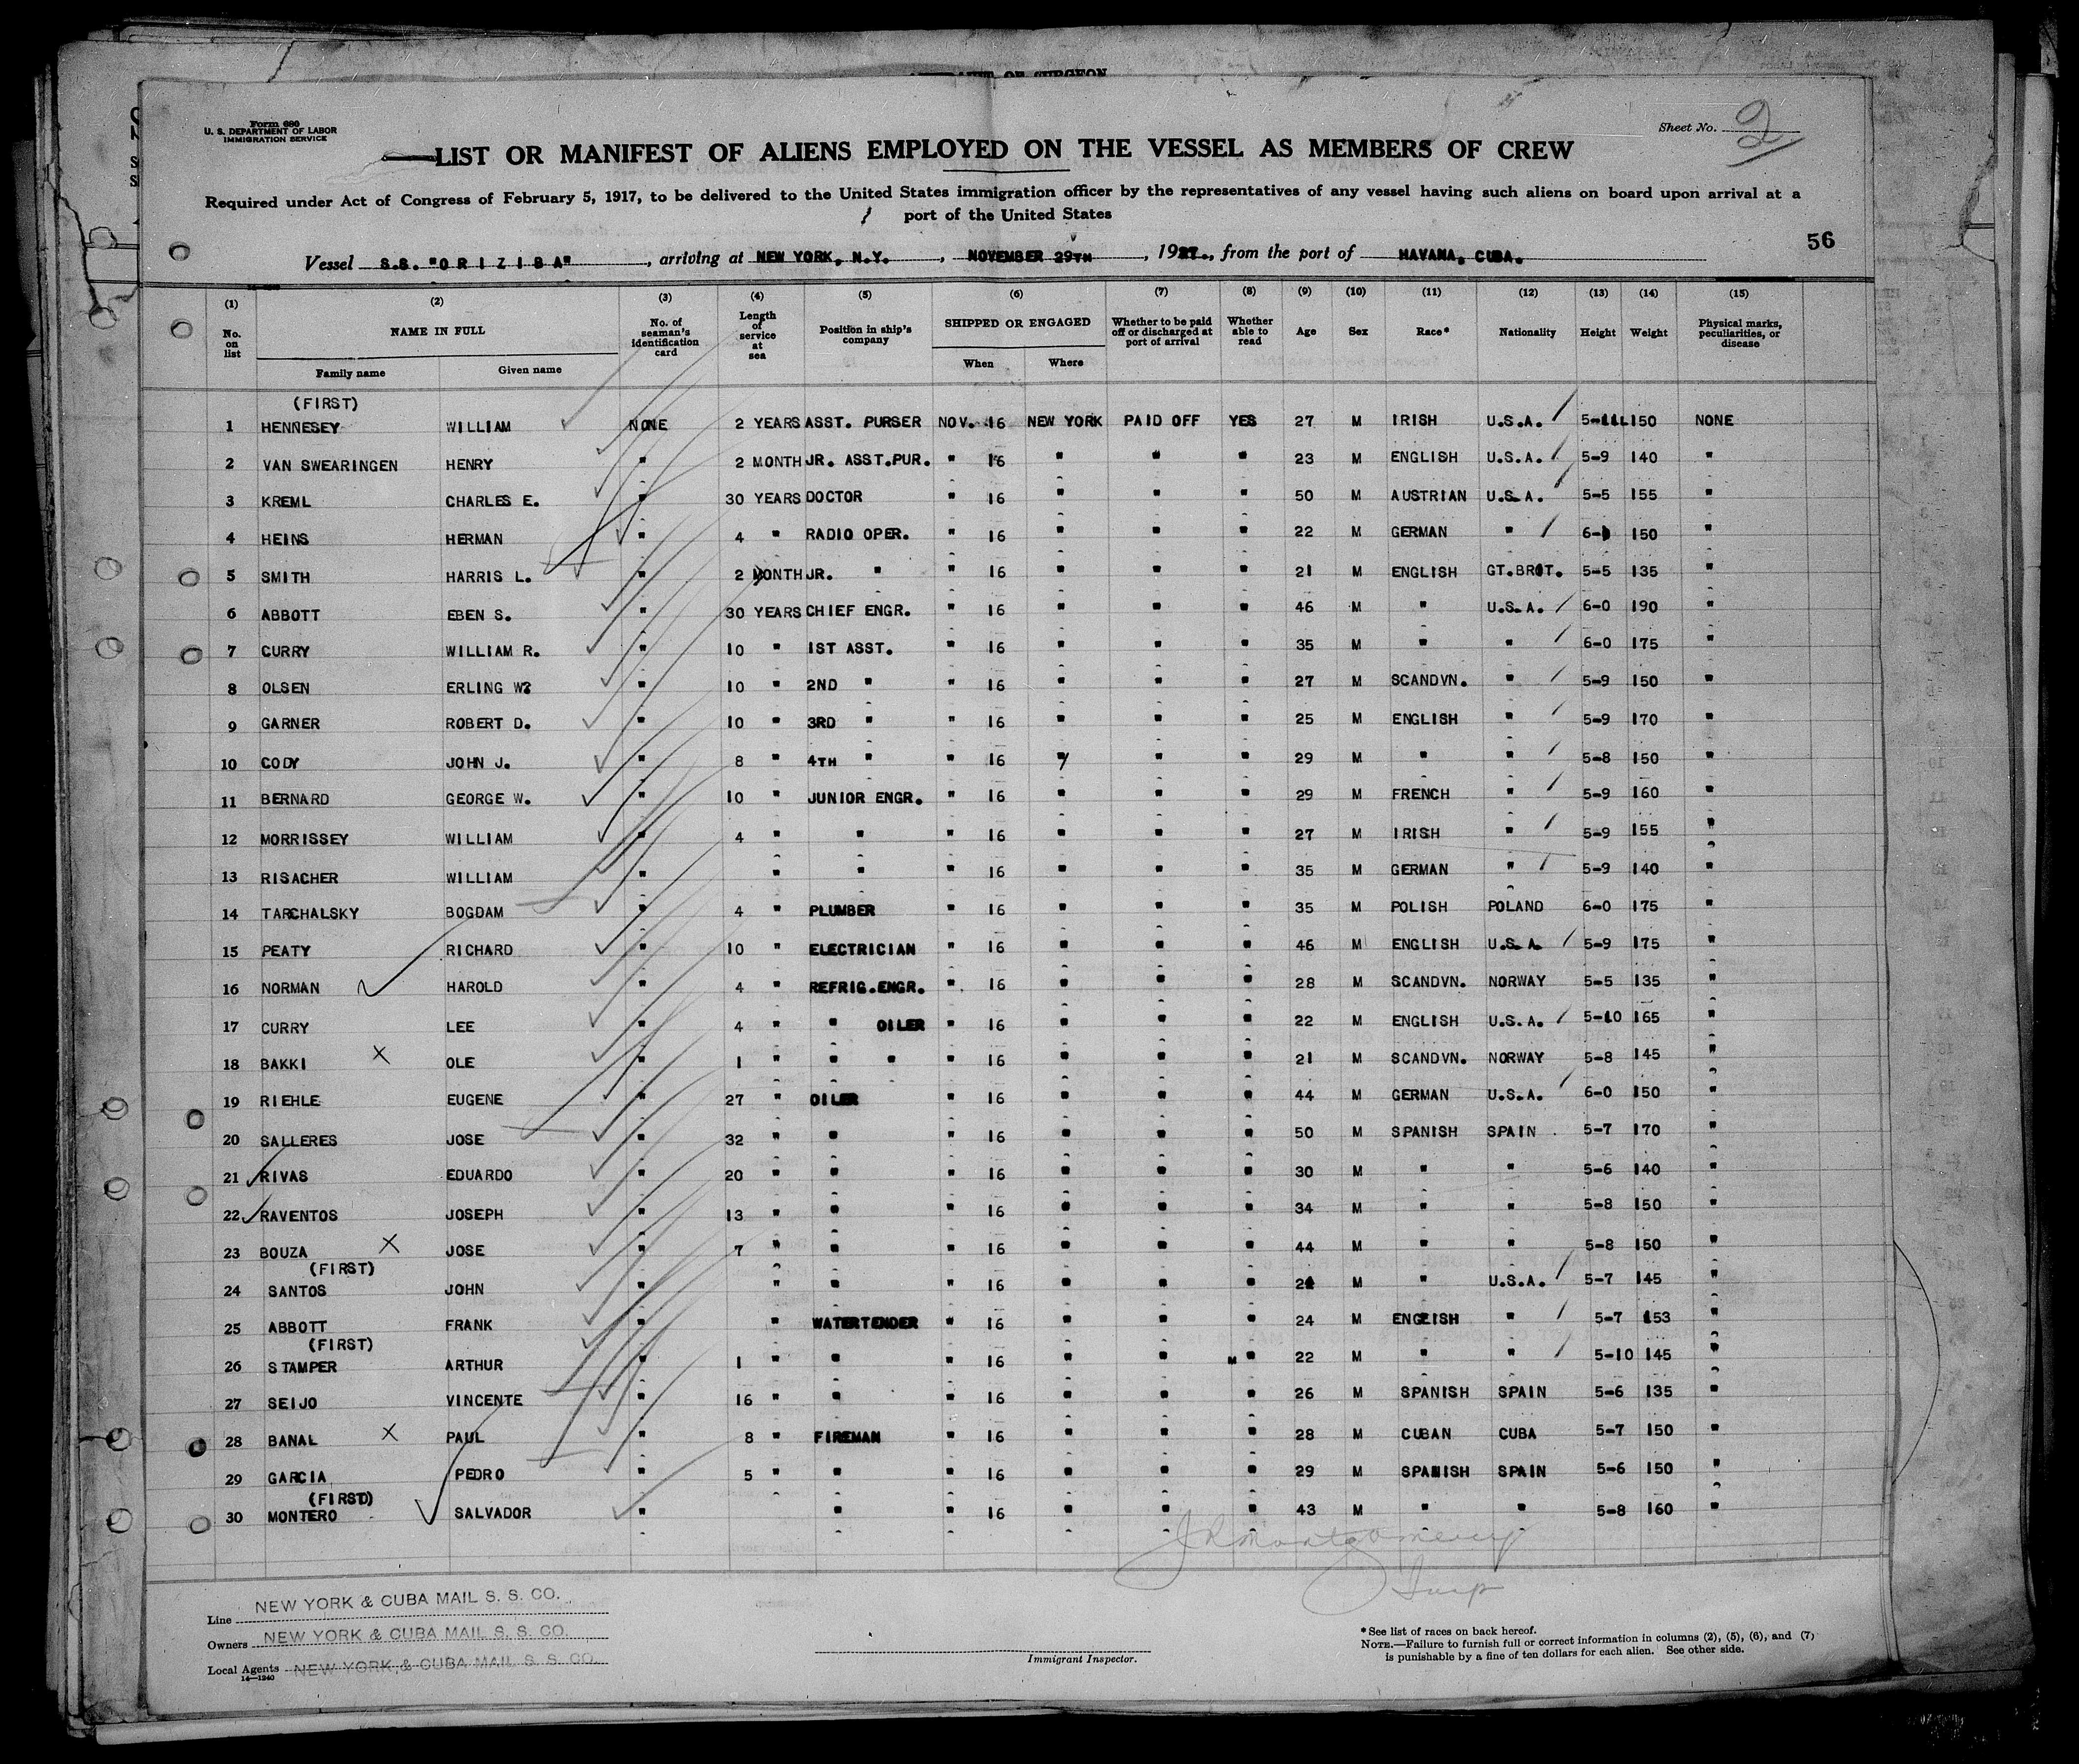 Form 680
U. S. DEPARTMENT OF LABOR
IMMIGRATION SERVICE
Sheet No. 2
LIST OR MANIFEST OF ALIENS EMPLOYED ON THE VESSEL AS MEMBERS OF CREW
Required under Act of Congress of February 5, 1917, to be delivered to the United States immigration officer by the representatives of any vessel having such aliens on board upon arrival at a
port of the United States
56
Vessel S.S. "ORIZIBA", arriving at NEW YORK, N.Y., NOVEMBER 29TH, 1927., from the port of HAVANA, CUBA.
(1) (2) (3) (4) (5) (6) (7) (8) (9) (10) (11) (12) (13) (14) (15)
No. on list NAME IN FULL Family name Given name No. of seaman's identification card Length of service at sea Position in ship's company SHIPPED OR ENGAGED When Where Whether to be paid off or discharged at port of arrival Whether able to read Age Sex Race* Nationality Height Weight Physical marks, peculiarities, or disease
(FIRST)
1 HENNESEY WILLIAM NONE 2 YEARS ASST. PURSER NOV. 16 NEW YORK PAID OFF YES 27 M IRISH U.S.A. 5-11 150 NONE
2 VAN SWEARINGEN HENRY " 2 MONTH JR. ASST.PUR. " 16 " " " 23 M ENGLISH U.S.A. 5-9 140 "
3 KREML CHARLES E. " 30 YEARS DOCTOR " 16 " " " 50 M AUSTRIAN U.S.A. 5-5 155 "
4 HEINS HERMAN " 4 " RADIO OPER. " 16 " " " 22 M GERMAN " 6- 150 "
5 SMITH HARRIS L. " 2 MONTH JR. " " 16 " " " 21 M ENGLISH GT.BRIT. 5-5 135 "
6 ABBOTT EBEN S. " 30 YEARS CHIEF ENGR. " 16 " " " 46 M " U.S.A. 6-0 190 "
7 CURRY WILLIAM R. " 10 " 1ST ASST. " 16 " " " 35 M " " 6-0 175 "
8 OLSEN ERLING W? " 10 " 2ND " " 16 " " " 27 M SCANDVN. " 5-9 150 "
9 GARNER ROBERT D. " 10 " 3RD " " 16 " " " 25 M ENGLISH " 5-9 170 "
10 CODY JOHN J. " 8 " 4TH " " 16 " " " 29 M " " 5-8 150 "
11 BERNARD GEORGE W. " 10 " JUNIOR ENGR. " 16 " " " 29 M FRENCH " 5-9 160 "
12 MORRISSEY WILLIAM " 4 " " " 16 " " " 27 M IRISH " 5-9 155 "
13 RISACHER WILLIAM " " " " 16 " " " 35 M GERMAN " 5-9 140 "
14 TARCHALSKY BOGDAM " 4 " PLUMBER " 16 " " " 35 M POLISH POLAND 6-0 175 "
15 PEATY RICHARD " 10 " ELECTRICIAN " 16 " " " 46 M ENGLISH U.S.A. 5-9 175 "
16 NORMAN HAROLD " 4 " REFRIG.ENGR. " 16 " " " 28 M SCANDVN. NORWAY 5-5 135 "
17 CURRY LEE " 4 " " OILER " 16 " " " 22 M ENGLISH U.S.A. 5-10 165 "
18 BAKKI X OLE " 1 " " " " 16 " " " 21 M SCANDVN. NORWAY 5-8 145 "
19 RIEHLE EUGENE " 27 " OILER " 16 " " " 44 M GERMAN U.S.A. 6-0 150 "
20 SALLERES JOSE " 32 " " " 16 " " " 50 M SPANISH SPAIN 5-7 170 "
21 RIVAS EDUARDO " 20 " " " 16 " " " 30 M " " 5-6 140 "
22 RAVENTOS JOSEPH " 13 " " " 16 " " " 34 M " " 5-8 150 "
23 BOUZA X JOSE " 7 " " " 16 " " " 44 M " " 5-8 150 "
(FIRST)
24 SANTOS JOHN " " " " 16 " " " M " U.S.A. 5-7 145 "
25 ABBOTT FRANK " " WATERTENDER " 16 " " " 24 M ENGLISH " 5-7 153 "
(FIRST)
26 STAMPER ARTHUR " 1 " " " 16 " " M " 22 M " " 5-10 145 "
27 SEIJO VINCENTE " 16 " " " 16 " " " 26 M SPANISH SPAIN 5-6 135 "
28 BANAL X PAUL " 8 " FIREMAN " 16 " " " 28 M CUBAN CUBA 5-7 150 "
29 GARCIA PEDRO " 5 " " " 16 " " " 29 M SPANISH SPAIN 5-6 150 "
(FIRST)
30 MONTERO SALVADOR " " " 16 " " " 43 M " " 5-8 160 "
J R Montgomery
Insp
Line NEW YORK & CUBA MAIL S. S. CO.
Owners NEW YORK & CUBA MAIL S. S. CO.
Local Agents NEW YORK & CUBA MAIL S. S. CO.
14—1240
Immigrant Inspector.
*See list of races on back hereof.
NOTE.—Failure to furnish full or correct information in columns (2), (5), (6), and (7)
is punishable by a fine of ten dollars for each alien. See other side.